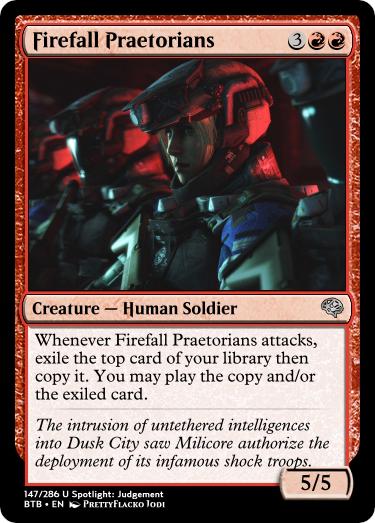 Firefall Praetorians 3
Creature — Human Soldier
Whenever Firefall Praetorians attacks,
exile the top card of your library then
copy it. You may play the copy and/or
the exiled card.
The intrusion of untethered intelligences
into Dusk City saw Milicore authorize the
deployment of its infamous shock troops.
5/5
147/286 U Spotlight: Judgement
BTB • EN PrettyFlacko Jodi